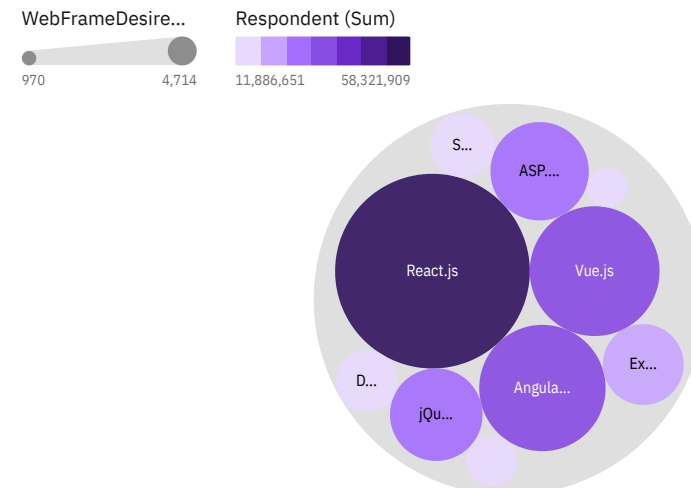 WebFrameDesire...
Respondent (Sum)
970
4,714
11,886,651
58,321,909
S...
ASP....
React.js
Vue.js
Ex...
D...
Angula...
jQu...